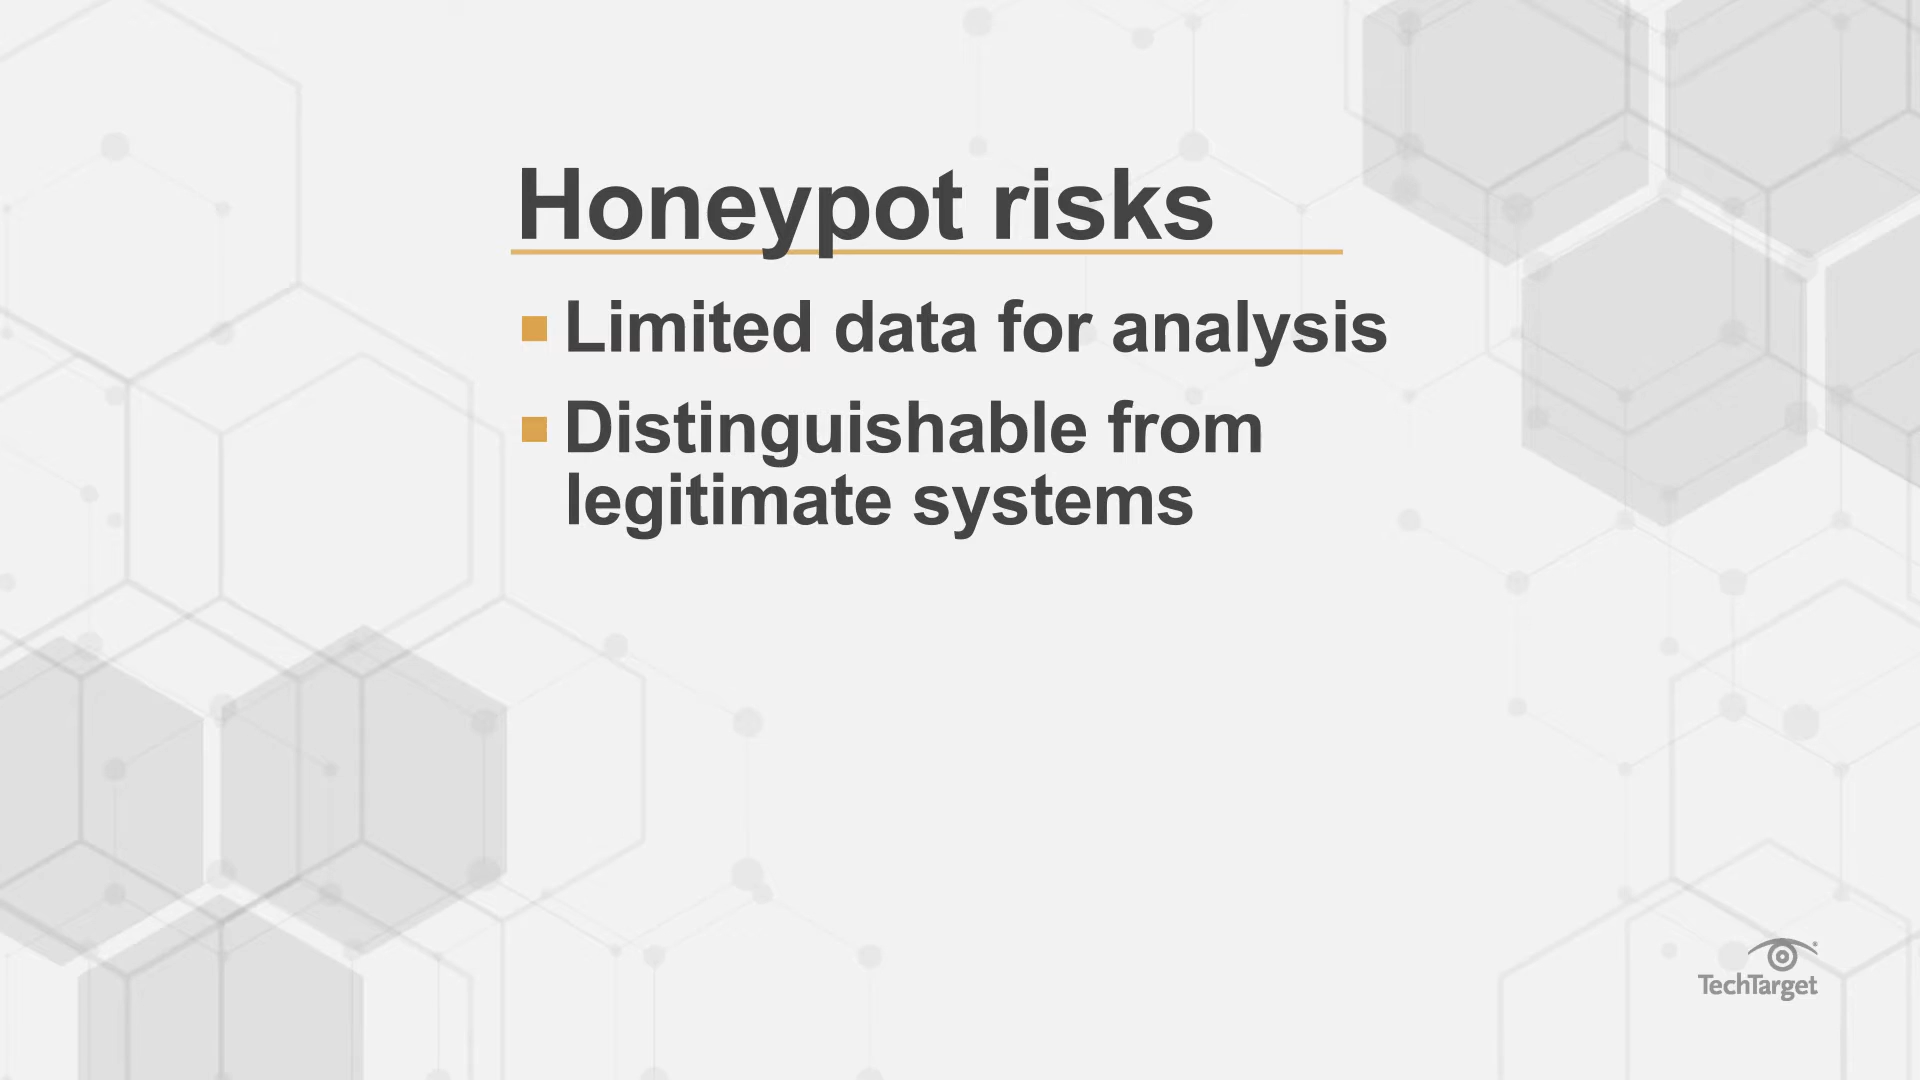 Honeypot risks
Limited data for analysis
Distinguishable from
legitimate systems
TechTarget